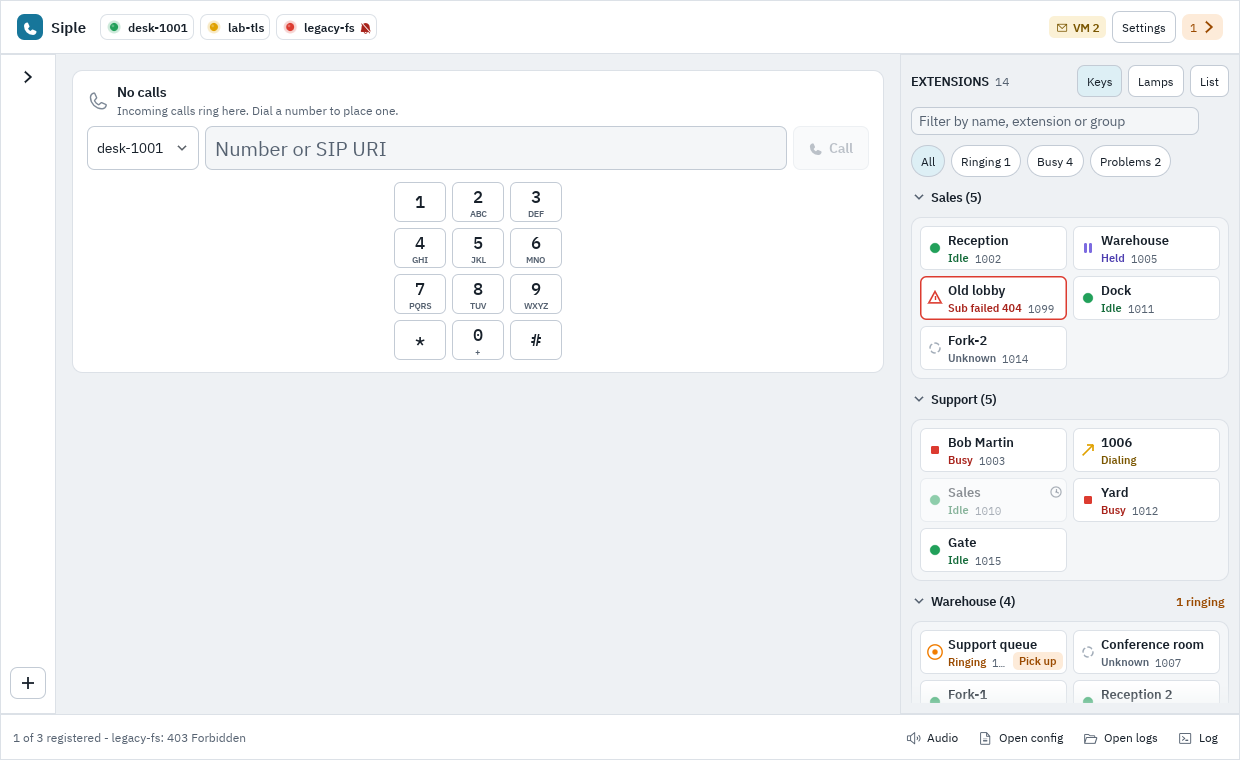 Siple
desk-1001
lab-tls
legacy-fs
VM 2
Settings
1
No calls
Incoming calls ring here. Dial a number to place one.
desk-1001
Number or SIP URI
Call
1
2 ABC
3 DEF
4 GHI
5 JKL
6 MNO
7 PQRS
8 TUV
9 WXYZ
*
0 +
#
EXTENSIONS 14
Keys
Lamps
List
Filter by name, extension or group
All
Ringing 1
Busy 4
Problems 2
Sales (5)
Reception
Idle 1002
Warehouse
Held 1005
Old lobby
Sub failed 404 1099
Dock
Idle 1011
Fork-2
Unknown 1014
Support (5)
Bob Martin
Busy 1003
1006
Dialing
Sales
Idle 1010
Yard
Busy 1012
Gate
Idle 1015
Warehouse (4)
1 ringing
Support queue
Ringing 1…
Pick up
Conference room
Unknown 1007
Fork-1
Reception 2
1 of 3 registered - legacy-fs: 403 Forbidden
Audio
Open config
Open logs
Log